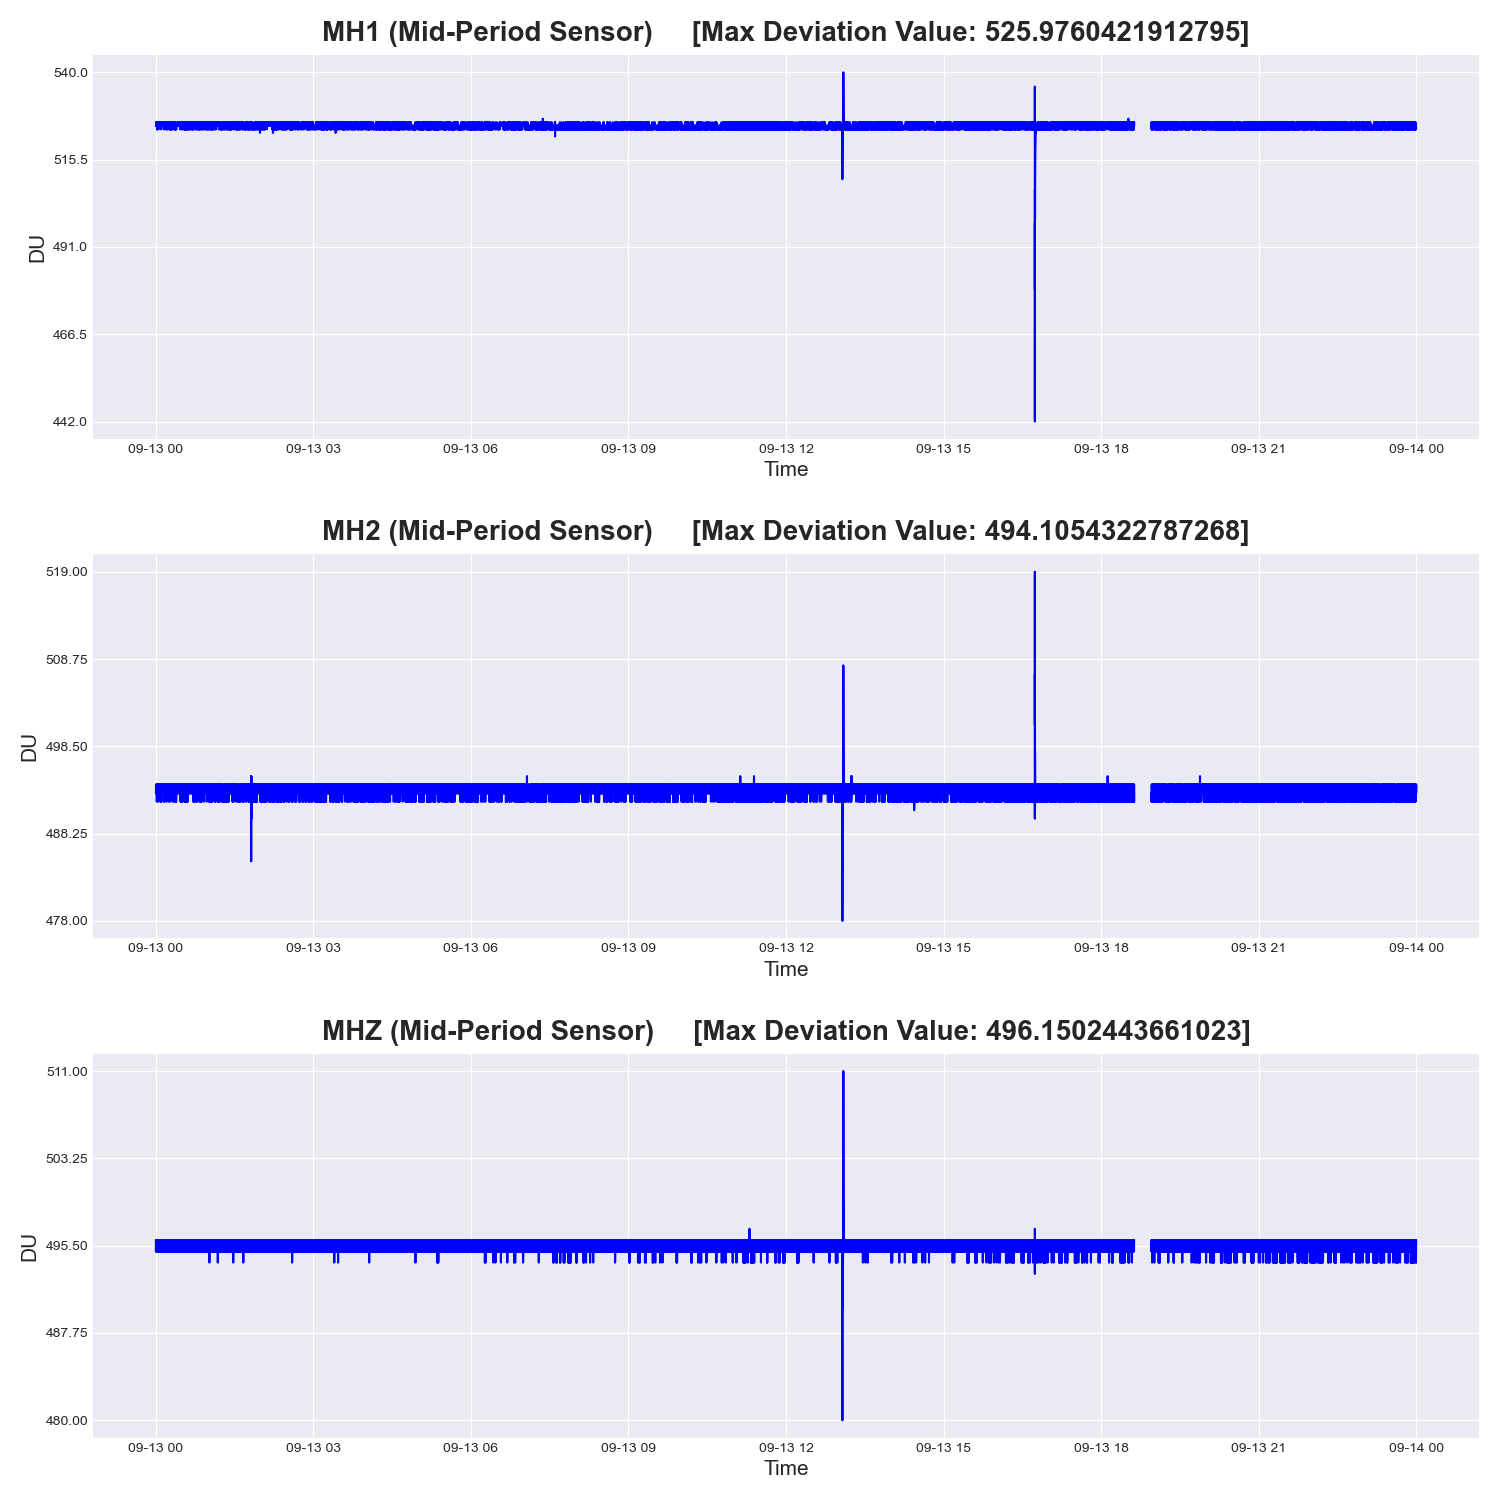 MH1 (Mid-Period Sensor) [Max Deviation Value: 525.9760421912795]
540.0
515.5
491.0
466.5
442.0
DU
09-13 00 09-13 03 09-13 06 09-13 09 09-13 12 09-13 15 09-13 18 09-13 21 09-14 00
Time
MH2 (Mid-Period Sensor) [Max Deviation Value: 494.1054322787268]
519.00
508.75
498.50
488.25
478.00
DU
09-13 00 09-13 03 09-13 06 09-13 09 09-13 12 09-13 15 09-13 18 09-13 21 09-14 00
Time
MHZ (Mid-Period Sensor) [Max Deviation Value: 496.1502443661023]
511.00
503.25
495.50
487.75
480.00
DU
09-13 00 09-13 03 09-13 06 09-13 09 09-13 12 09-13 15 09-13 18 09-13 21 09-14 00
Time